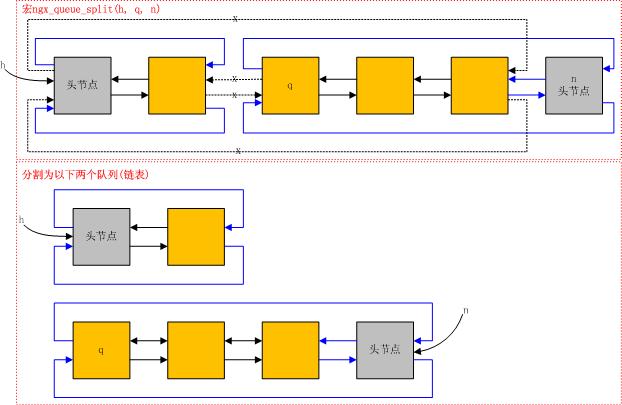 宏ngx_queue_split(h, q, n)
x
h
头节点
x
x
q
n
头节点
x
分割为以下两个队列(链表)
h
头节点
n
q
头节点